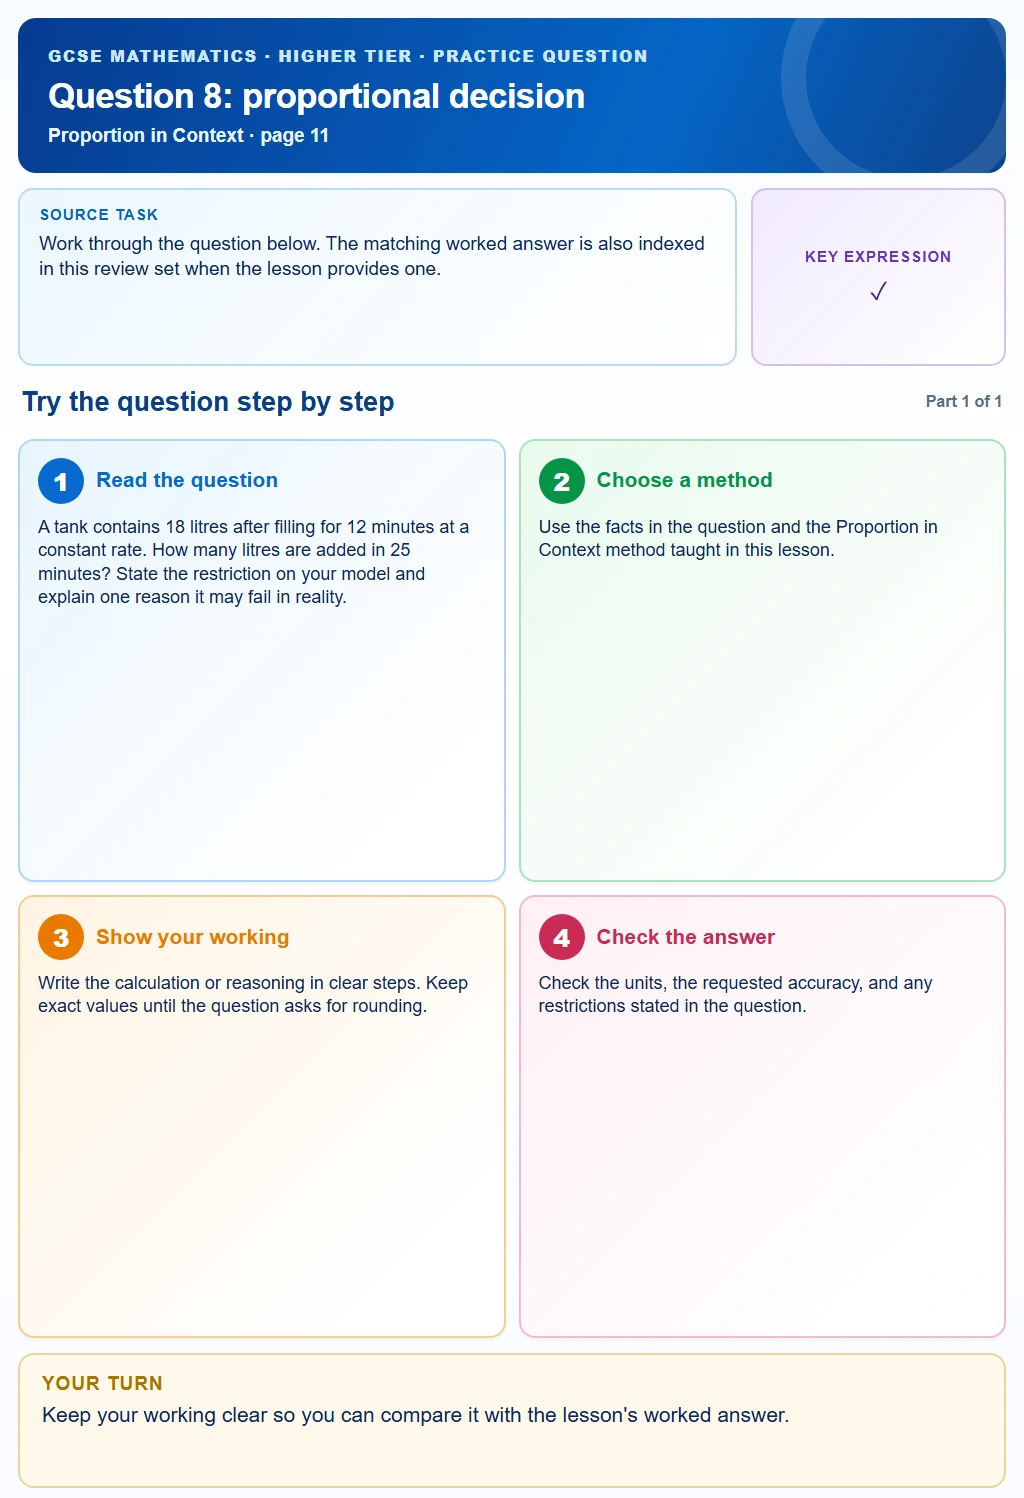 GCSE MATHEMATICS · HIGHER TIER · PRACTICE QUESTION
Question 8: proportional decision
Proportion in Context · page 11
SOURCE TASK
Work through the question below. The matching worked answer is also indexed
in this review set when the lesson provides one.
KEY EXPRESSION
✓
Try the question step by step
Part 1 of 1
1 Read the question
A tank contains 18 litres after filling for 12 minutes at a
constant rate. How many litres are added in 25
minutes? State the restriction on your model and
explain one reason it may fail in reality.
2 Choose a method
Use the facts in the question and the Proportion in
Context method taught in this lesson.
3 Show your working
Write the calculation or reasoning in clear steps. Keep
exact values until the question asks for rounding.
4 Check the answer
Check the units, the requested accuracy, and any
restrictions stated in the question.
YOUR TURN
Keep your working clear so you can compare it with the lesson's worked answer.